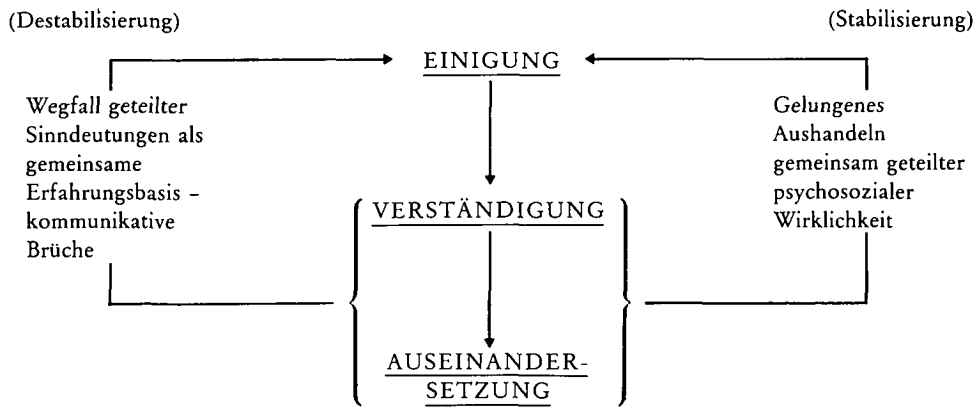 (Destabilisierung)
(Stabilisierung)
EINIGUNG
Wegfall geteilter
Sinndeutungen als
gemeinsame
Erfahrungsbasis –
kommunikative
Brüche
Gelungenes
Aushandeln
gemeinsam geteilter
psychosozialer
Wirklichkeit
VERSTÄNDIGUNG
AUSEINANDER-
SETZUNG